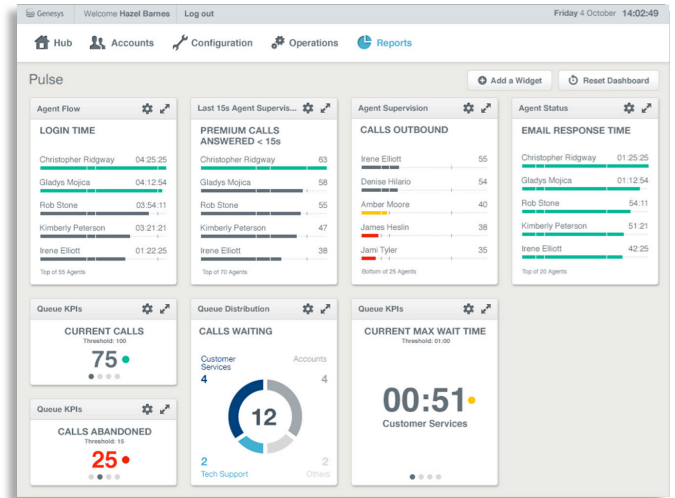 Genesys Welcome Hazel Barnes Log out Friday 4 October 14:02:49
Hub Accounts Configuration Operations Reports
Pulse
Add a Widget Reset Dashboard
Agent Flow
LOGIN TIME
Christopher Ridgway 04:25:25
Gladys Mojica 04:12:54
Rob Stone 03:54:11
Kimberly Peterson 03:21:21
Irene Elliott 01:22:25
Top of 55 Agents
Last 15s Agent Supervis...
PREMIUM CALLS
ANSWERED < 15s
Christopher Ridgway 63
Gladys Mojica 58
Rob Stone 55
Kimberly Peterson 47
Irene Elliott 38
Top of 70 Agents
Agent Supervision
CALLS OUTBOUND
Irene Elliott 55
Denise Hilario 54
Amber Moore 40
James Heslin 38
Jami Tyler 35
Bottom of 25 Agents
Agent Status
EMAIL RESPONSE TIME
Christopher Ridgway 01:25:25
Gladys Mojica 01:12:54
Rob Stone 54:11
Kimberly Peterson 51:21
Irene Elliott 42:25
Top of 20 Agents
Queue KPIs
CURRENT CALLS
Threshold: 100
75
Queue KPIs
CALLS ABANDONED
Threshold: 15
25
Queue Distribution
CALLS WAITING
Customer
Services
4
Accounts
4
12
2
Tech Support
2
Others
Queue KPIs
CURRENT MAX WAIT TIME
Threshold: 01:00
00:51
Customer Services